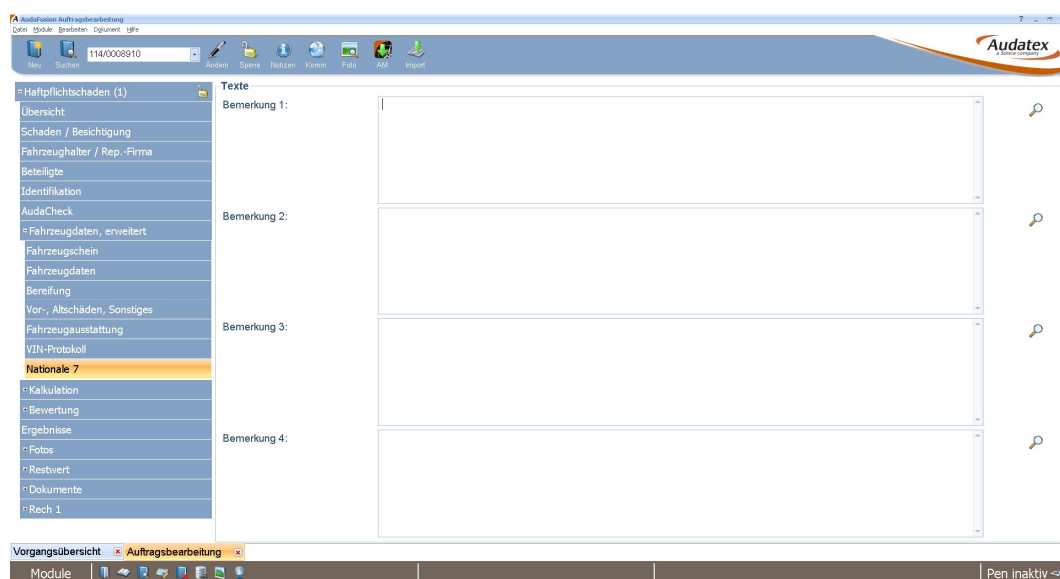 AudaFusion Auftragsbearbeitung
Datei Module Bearbeiten Dokument Hilfe
Neu Suchen 114/0008910 Ändern Sperre Notizen Komm Foto AM Import
Audatex
a Solera company
Haftpflichtschaden (1)
Übersicht
Schaden / Besichtigung
Fahrzeughalter / Rep.-Firma
Beteiligte
Identifikation
AudaCheck
Fahrzeugdaten, erweitert
Fahrzeugschein
Fahrzeugdaten
Bereifung
Vor-, Altschäden, Sonstiges
Fahrzeugausstattung
VIN-Protokoll
Nationale 7
Kalkulation
Bewertung
Ergebnisse
Fotos
Restwert
Dokumente
Rech 1
Texte
Bemerkung 1:
Bemerkung 2:
Bemerkung 3:
Bemerkung 4:
Vorgangsübersicht Auftragsbearbeitung
Module Pen inaktiv